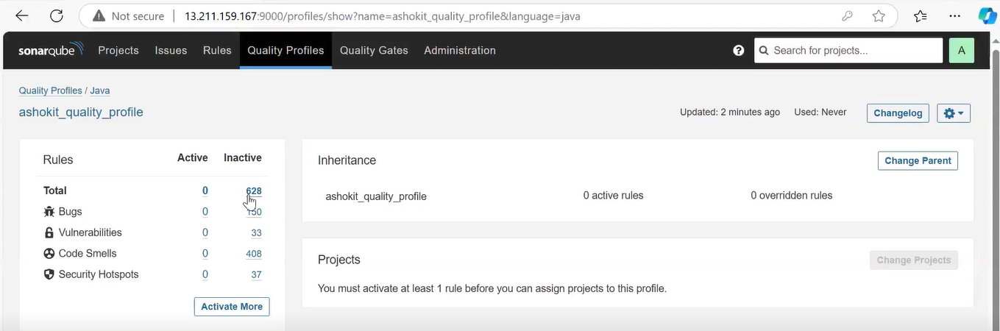 Not secure 13.211.159.167:9000/profiles/show?name=ashokit_quality_profile&language=java
sonarqube Projects Issues Rules Quality Profiles Quality Gates Administration ? Search for projects... A
Quality Profiles / Java
ashokit_quality_profile
Updated: 2 minutes ago Used: Never Changelog
Rules Active Inactive
Total 0 628
Bugs 0 150
Vulnerabilities 0 33
Code Smells 0 408
Security Hotspots 0 37
Activate More
Inheritance Change Parent
ashokit_quality_profile 0 active rules 0 overridden rules
Projects Change Projects
You must activate at least 1 rule before you can assign projects to this profile.